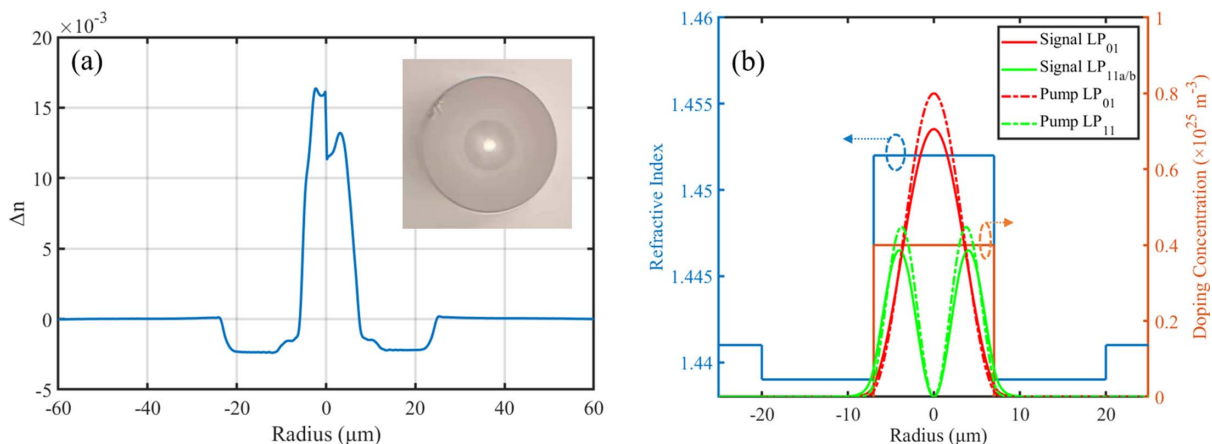 (a)
20
×10⁻³
15
10
5
0
-5
Δn
-60
-40
-20
0
20
40
60
Radius (μm)
(b)
1.46
1.455
1.45
1.445
1.44
Refractive Index
Signal LP₀₁
Signal LP₁₁ₐ/b
Pump LP₀₁
Pump LP₁₁
1
0.8
0.6
0.4
0.2
0
Doping Concentration (×10²⁵ m⁻³)
-20
-10
0
10
20
Radius (μm)